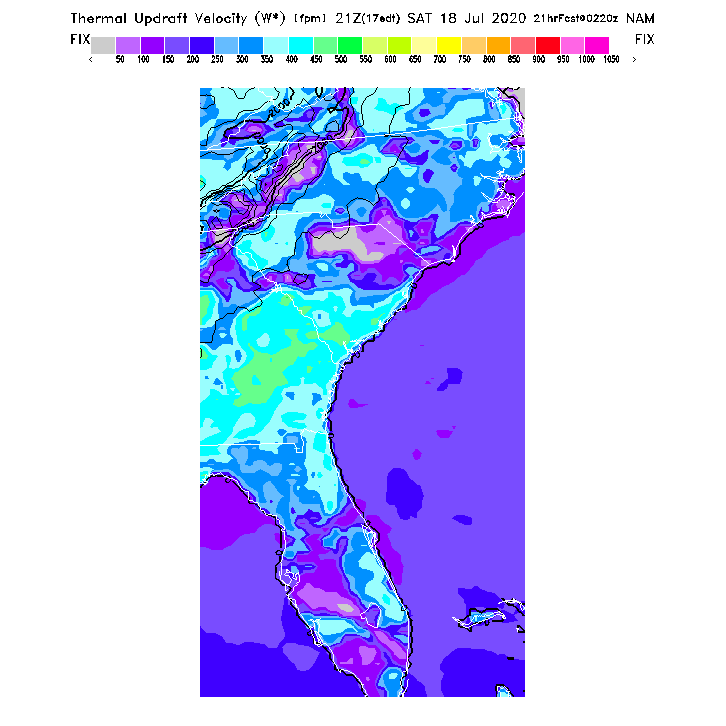 Thermal Updraft Velocity (W*) [fpm] 21Z(17edt) SAT 18 Jul 2020 21hrFcst@0220z NAM
FIX FIX
< 50 100 150 200 250 300 350 400 450 500 550 600 650 700 750 800 850 900 950 1000 1050 >